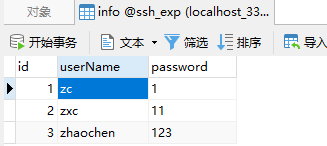 对象
info @ssh_exp (localhost_33...
开始事务
文本
筛选
排序
导入
id userName password
1 zc 1
2 zxc 11
3 zhaochen 123